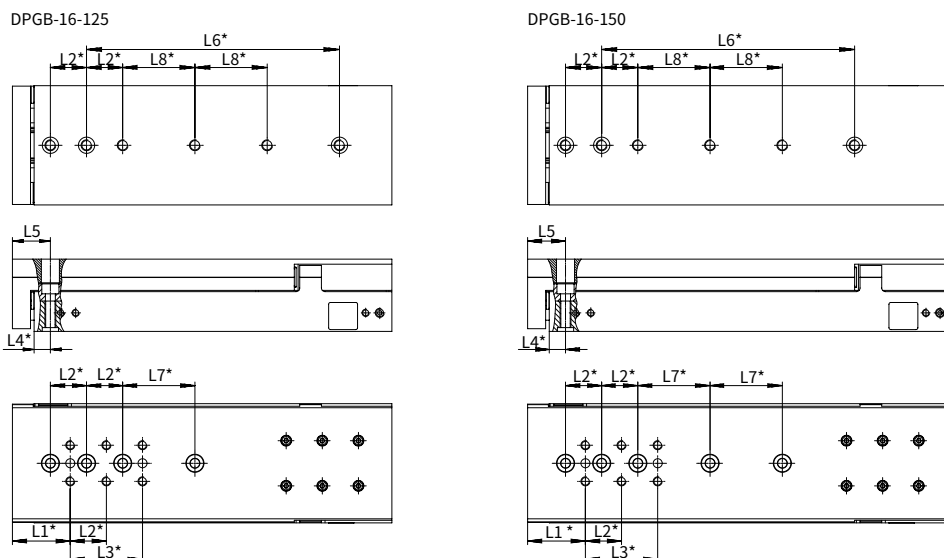 DPGB-16-125
L6*
L2* L2* L8* L8*
L5
L4*
L2* L2* L7*
L1* L2*
L3*
DPGB-16-150
L6*
L2* L2* L8* L8*
L5
L4*
L2* L2* L7* L7*
L1* L2*
L3*